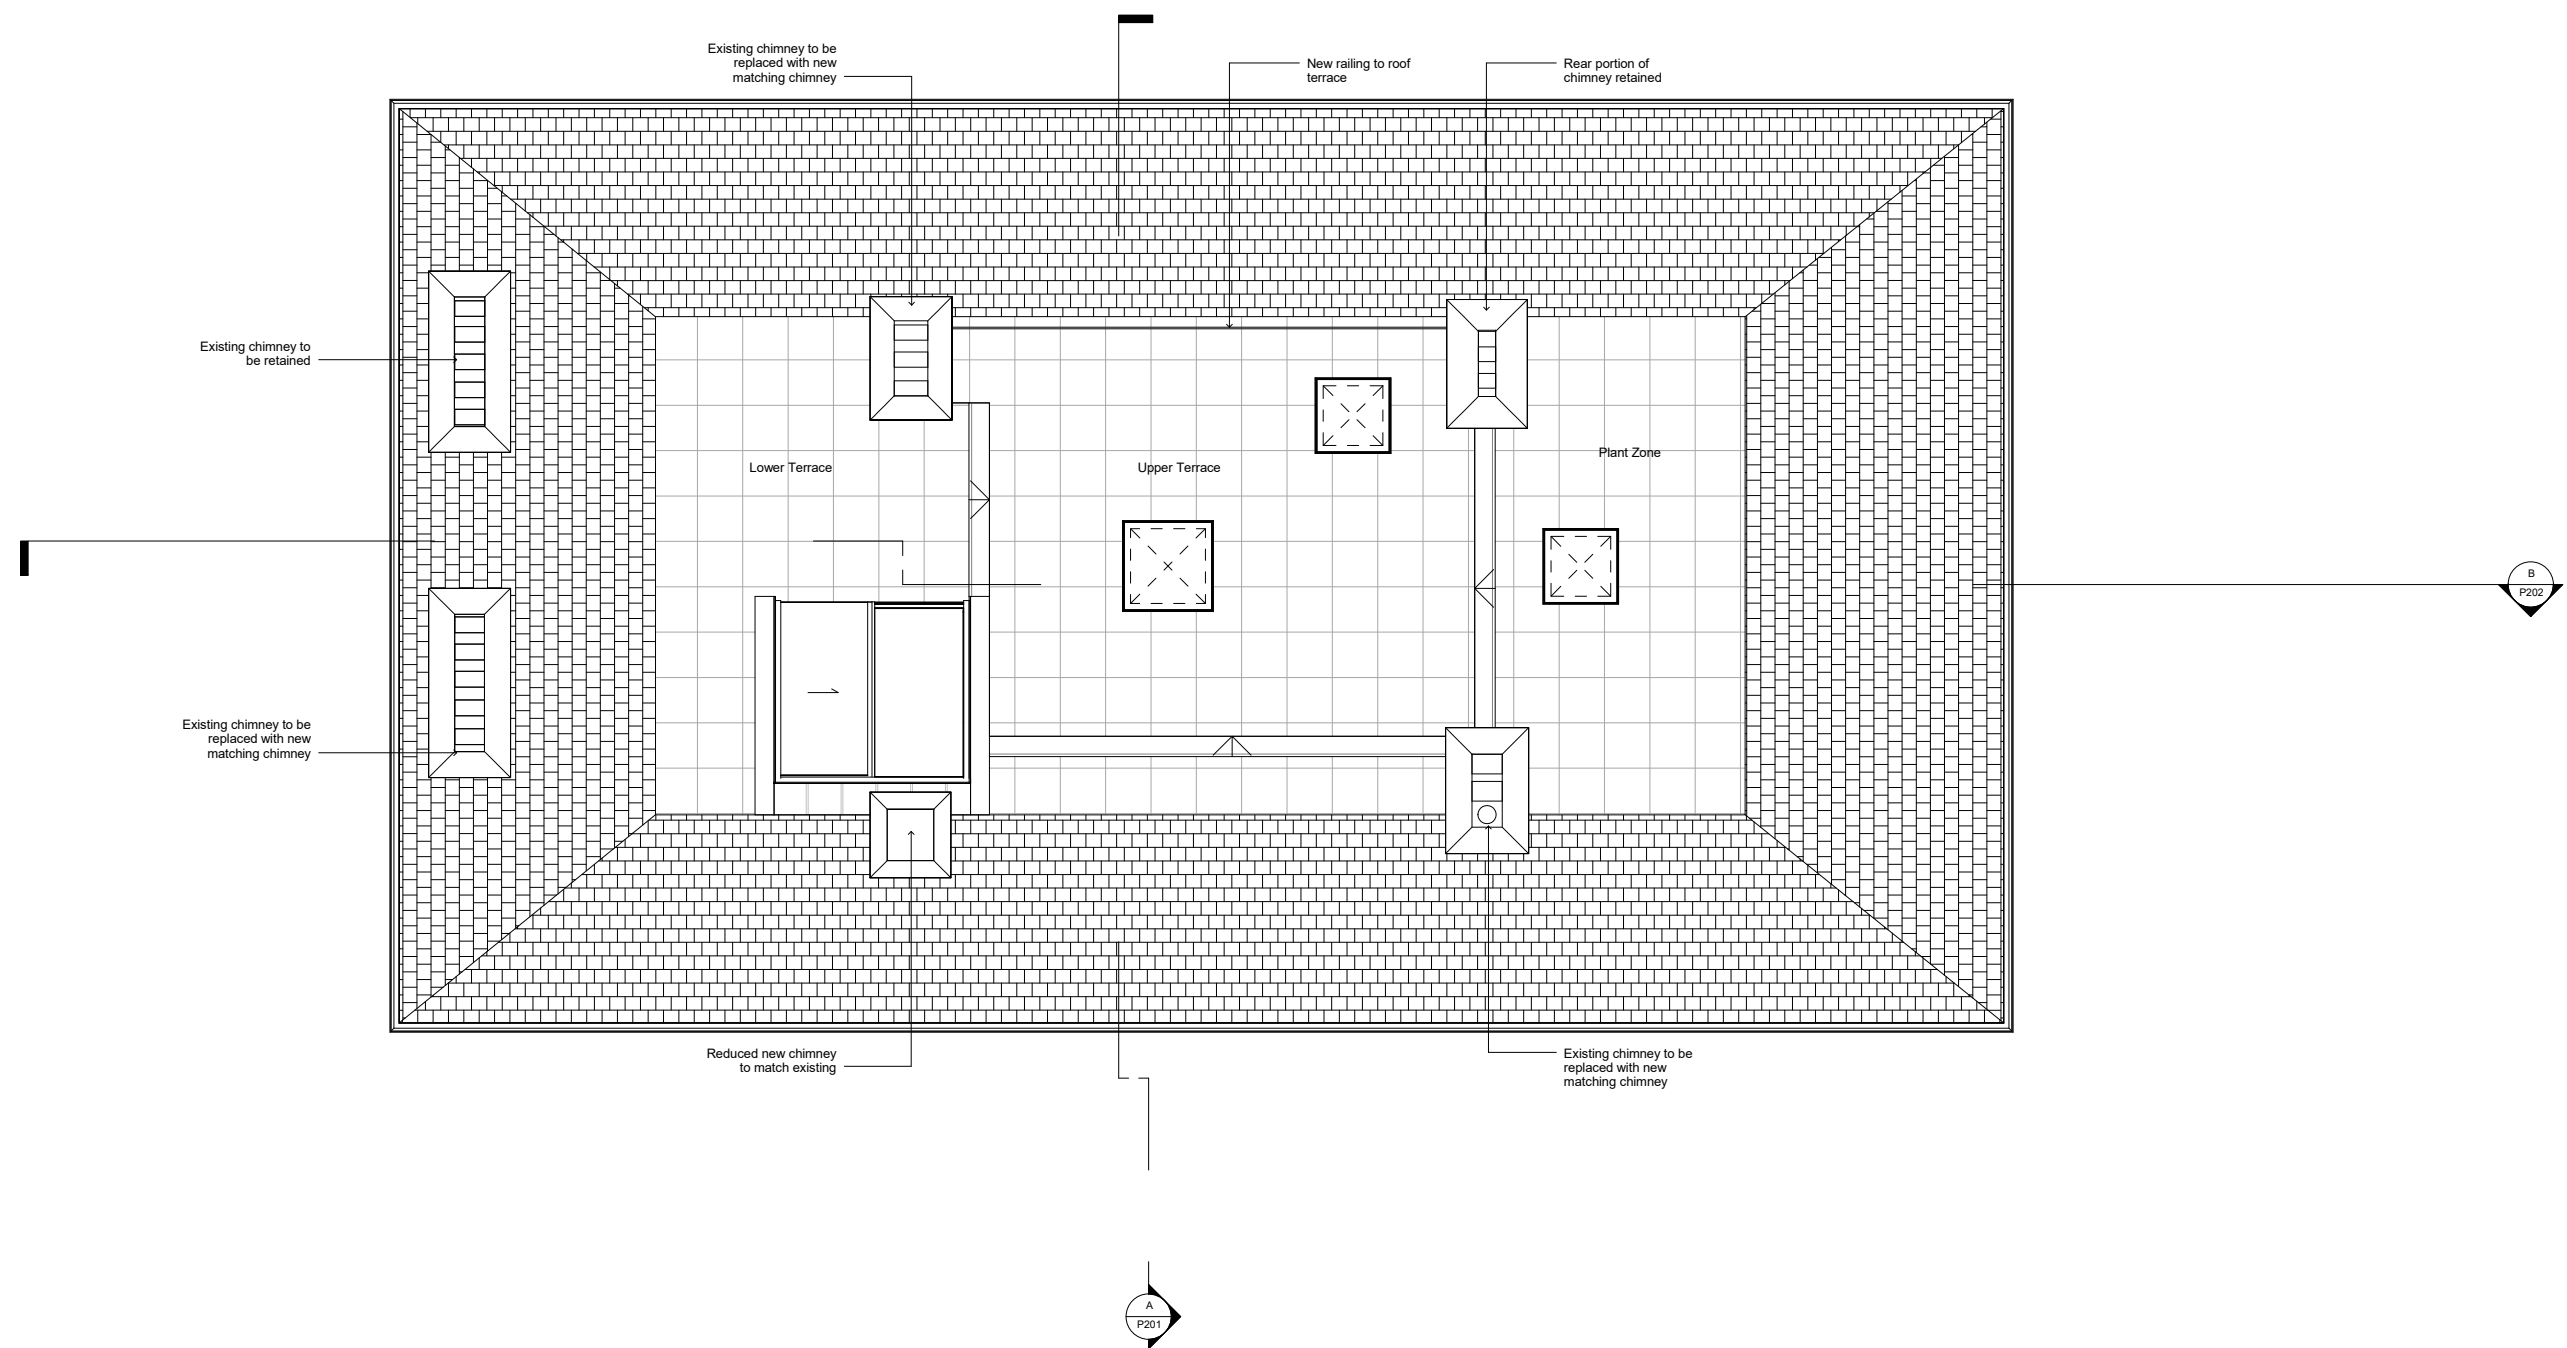 Existing chimney to be
replaced with new
matching chimney
New railing to roof
terrace
Rear portion of
chimney retained
Existing chimney to
be retained
Lower Terrace
Upper Terrace
Plant Zone
B
P202
Existing chimney to be
replaced with new
matching chimney
Reduced new chimney
to match existing
Existing chimney to be
replaced with new
matching chimney
A
P201